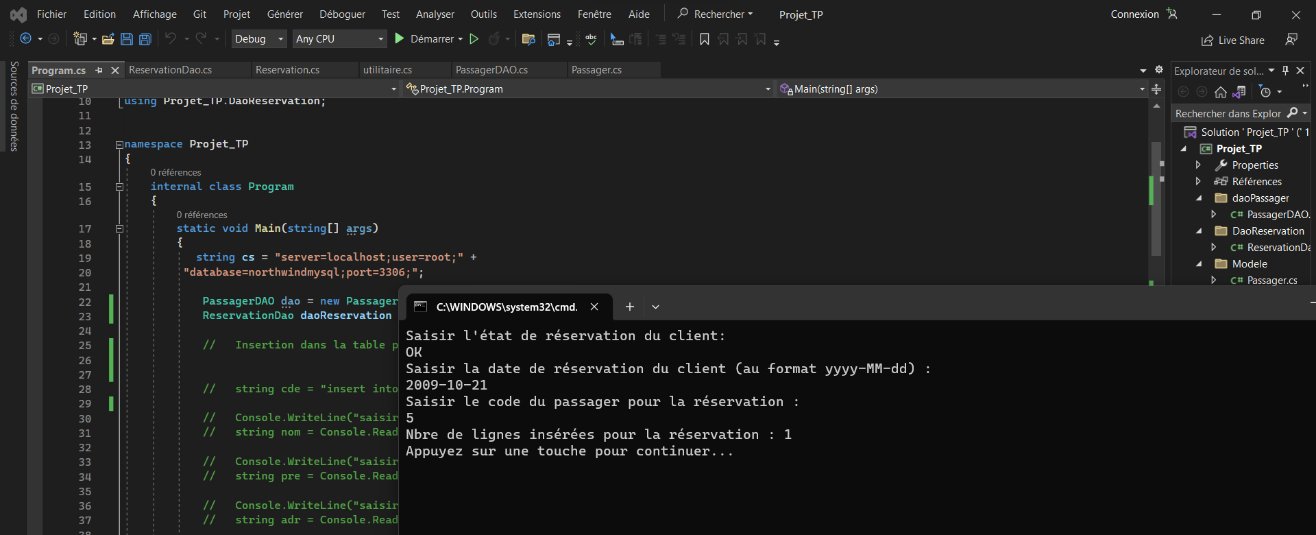 Fichier Edition Affichage Git Projet Générer Déboguer Test Analyser Outils Extensions Fenêtre Aide Rechercher Projet_TP Connexion
Debug Any CPU Démarrer Live Share
Sources de données
Program.cs ReservationDao.cs Reservation.cs utilitaire.cs PassagerDAO.cs Passager.cs
Projet_TP Projet_TP.Program Main(string[] args)
10 using Projet_TP.DaoReservation;
11
12
13 namespace Projet_TP
14 {
0 références
15 internal class Program
16 {
0 références
17 static void Main(string[] args)
18 {
19 string cs = "server=localhost;user=root;" +
20 "database=northwindmysql;port=3306;";
21
22 PassagerDAO dao = new Passager
23 ReservationDao daoReservation
24
25 // Insertion dans la table p
26
27
28 // string cde = "insert into
29
30 // Console.WriteLine("saisir
31 // string nom = Console.Read
32
33 // Console.WriteLine("saisir
34 // string pre = Console.Read
35
36 // Console.WriteLine("saisir
37 // string adr = Console.Read
38
C:\WINDOWS\system32\cmd.
Saisir l'état de réservation du client:
OK
Saisir la date de réservation du client (au format yyyy-MM-dd) :
2009-10-21
Saisir le code du passager pour la réservation :
5
Nbre de lignes insérées pour la réservation : 1
Appuyez sur une touche pour continuer...
Explorateur de sol...
Rechercher dans Explor
Solution ' Projet_TP ' (' 1
Projet_TP
Properties
Références
daoPassager
C# PassagerDAO.
DaoReservation
C# ReservationDa
Modele
C# Passager.cs